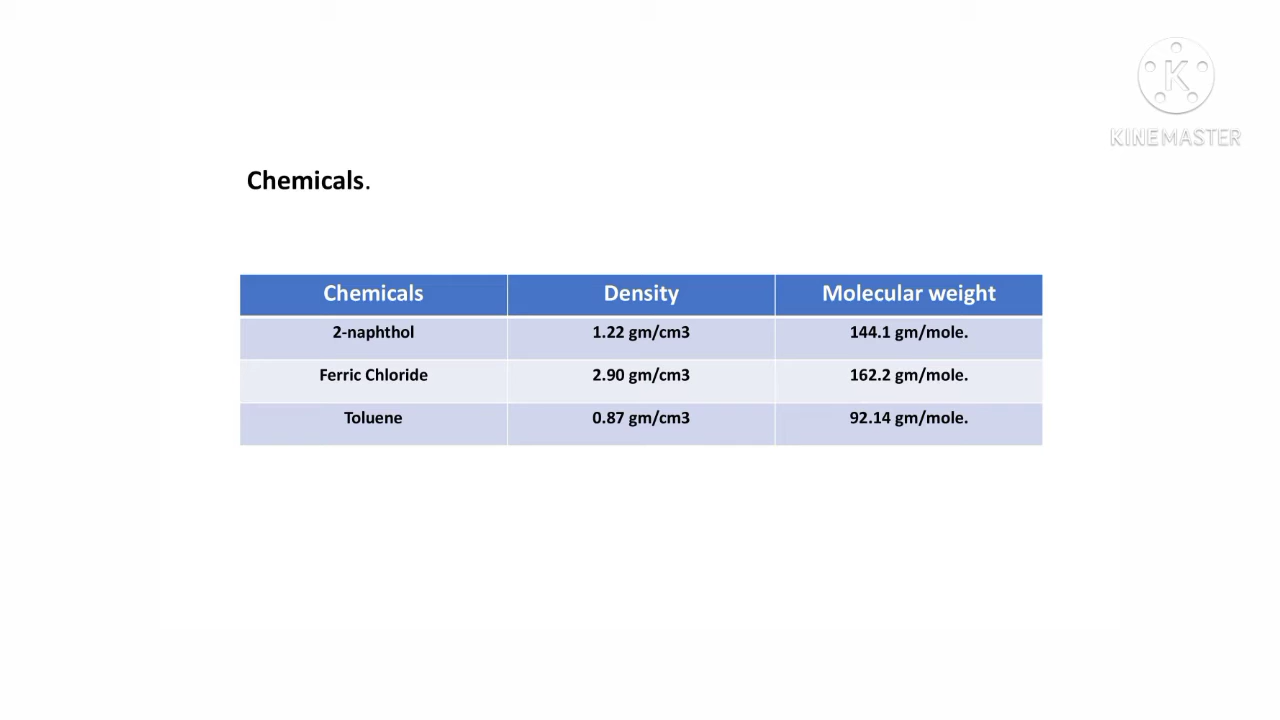 KINEMASTER
Chemicals.
Chemicals Density Molecular weight
2-naphthol 1.22 gm/cm3 144.1 gm/mole.
Ferric Chloride 2.90 gm/cm3 162.2 gm/mole.
Toluene 0.87 gm/cm3 92.14 gm/mole.